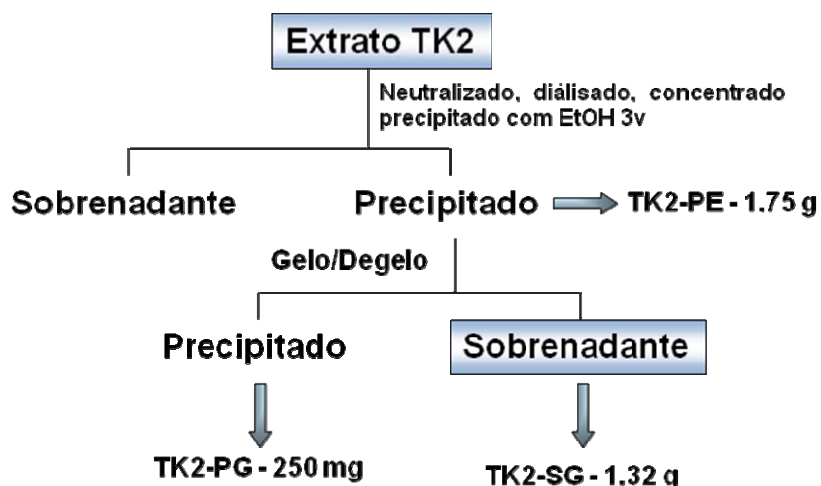 Extrato TK2
Neutralizado, diálisado, concentrado
precipitado com EtOH 3v
Sobrenadante
Precipitado
TK2-PE - 1.75 g
Gelo/Degelo
Precipitado
Sobrenadante
TK2-PG - 250 mg
TK2-SG - 1.32 g